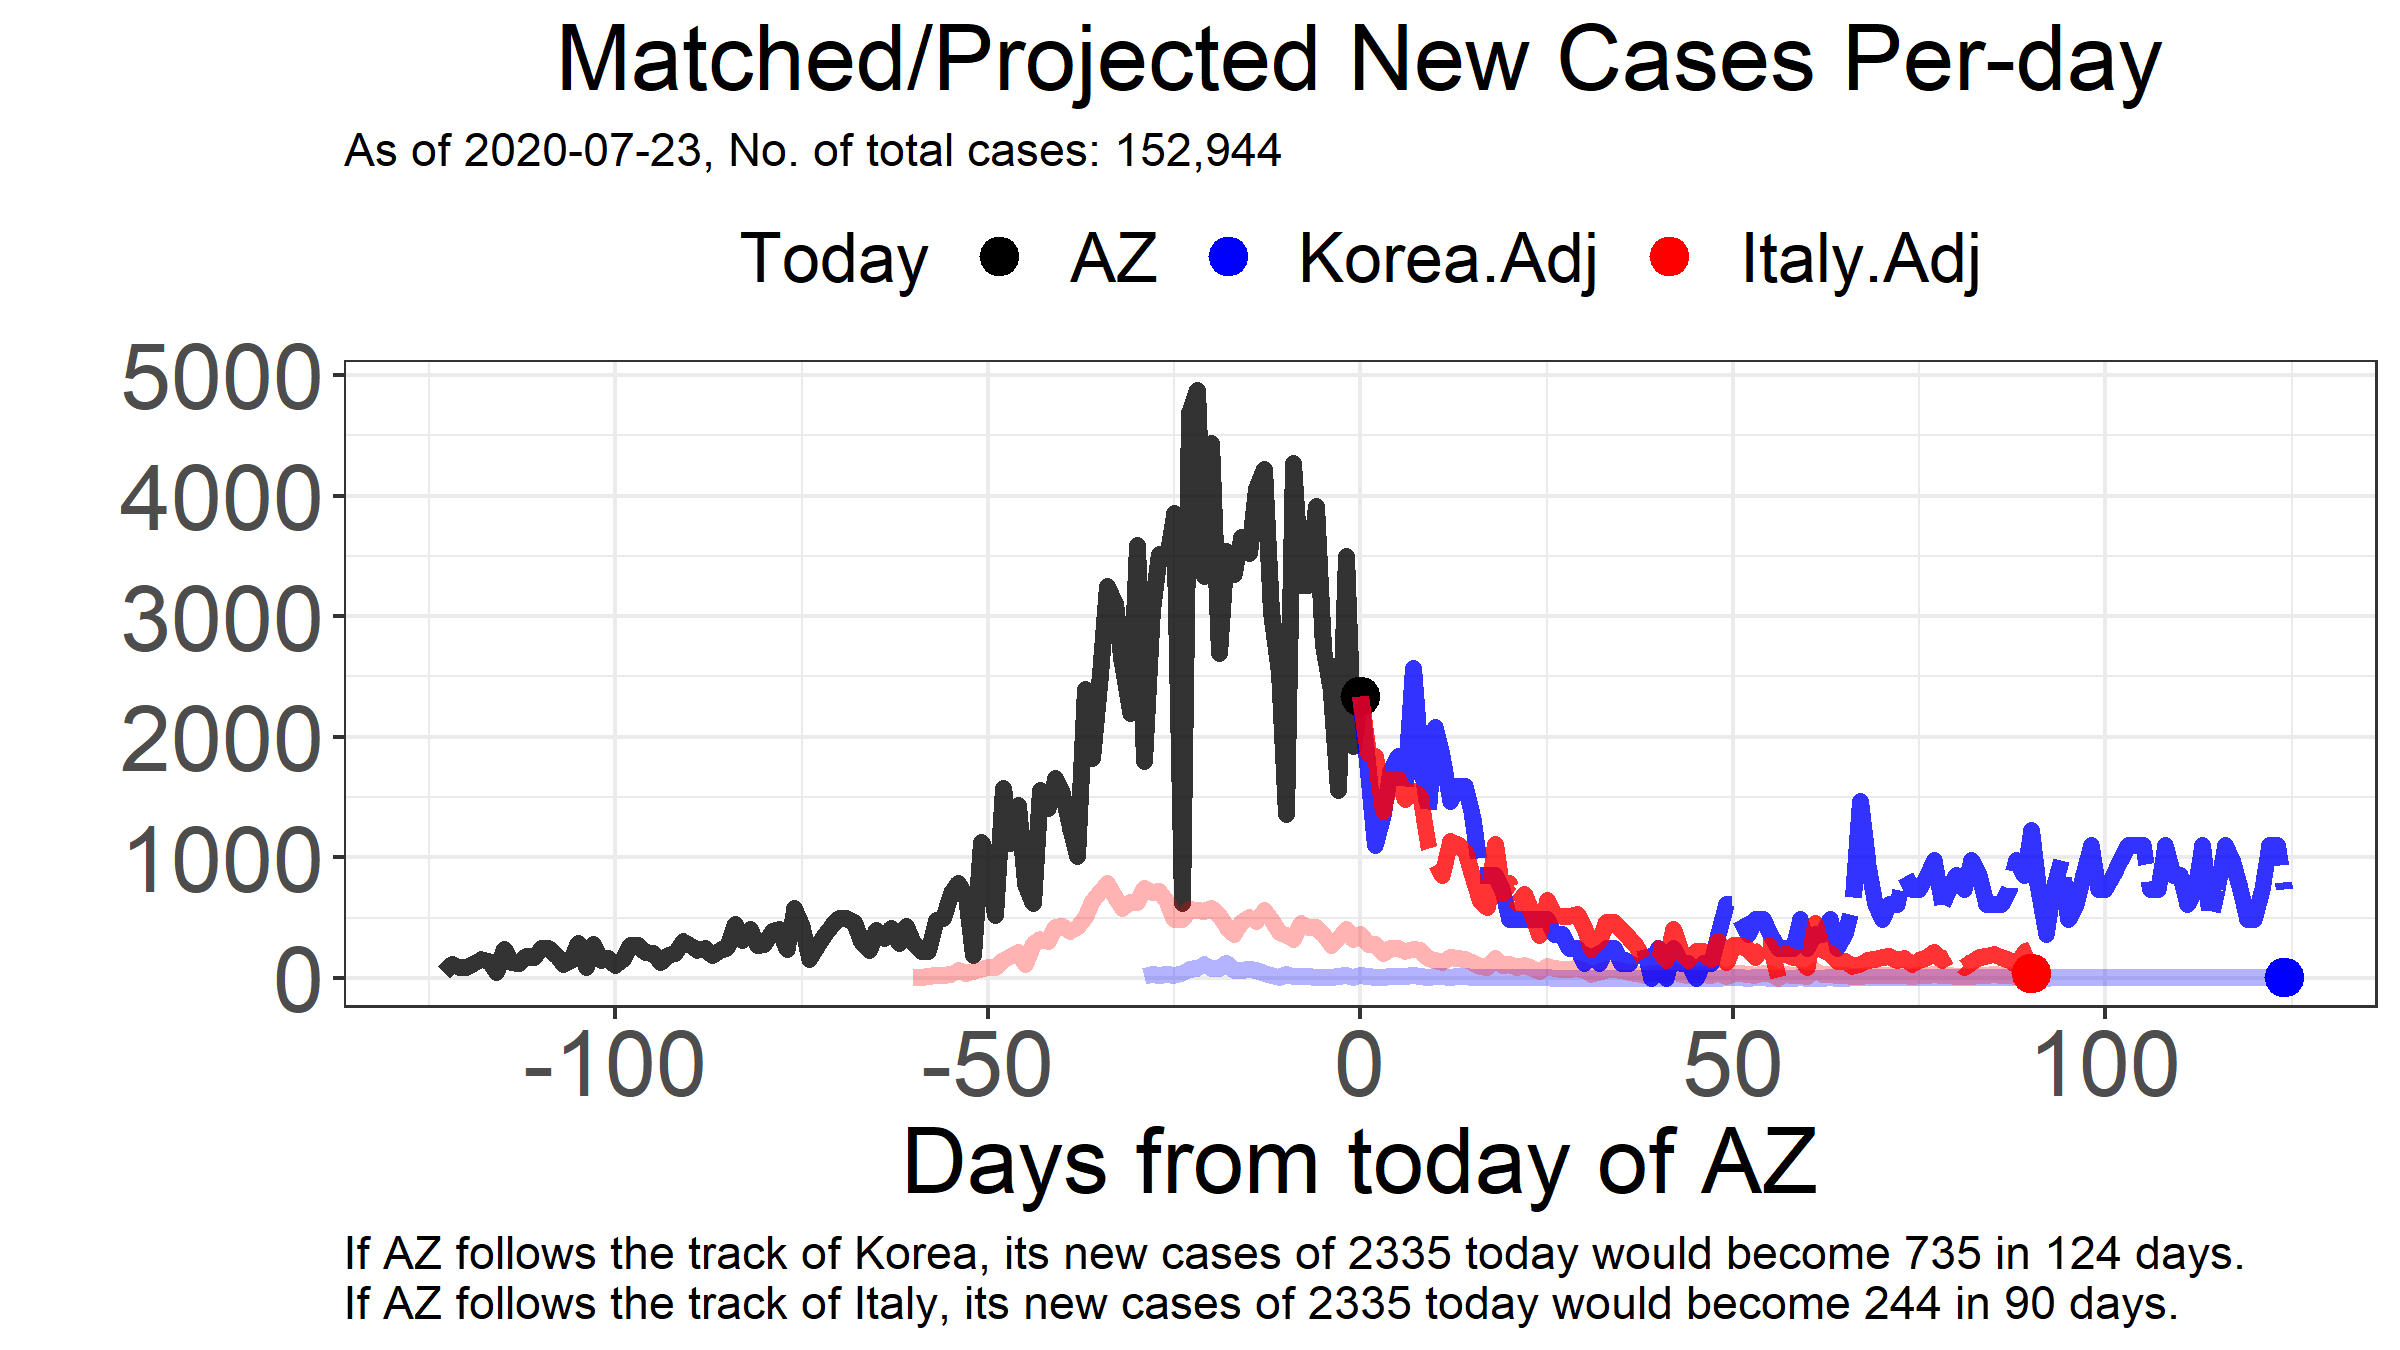 Matched/Projected New Cases Per-day
As of 2020-07-23, No. of total cases: 152,944
Today AZ Korea.Adj Italy.Adj
5000
4000
3000
2000
1000
0
-100 -50 0 50 100
Days from today of AZ
If AZ follows the track of Korea, its new cases of 2335 today would become 735 in 124 days.
If AZ follows the track of Italy, its new cases of 2335 today would become 244 in 90 days.